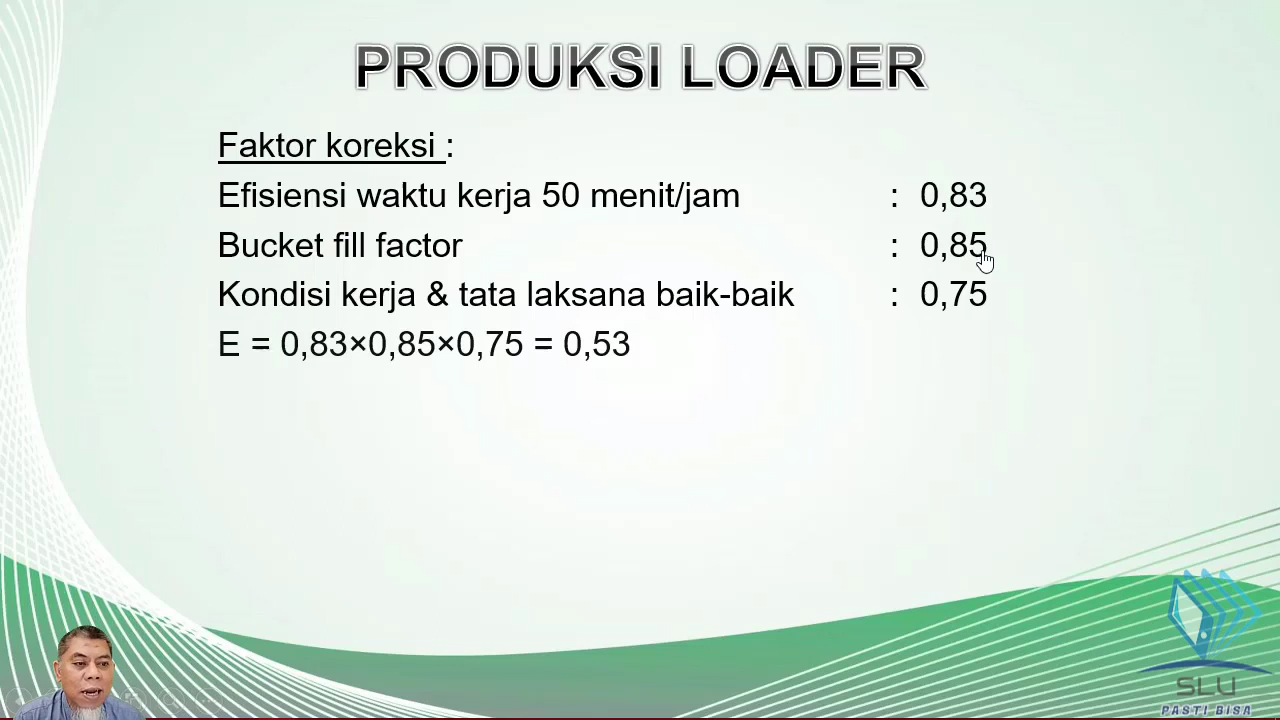 PRODUKSI LOADER
Faktor koreksi :
Efisiensi waktu kerja 50 menit/jam : 0,83
Bucket fill factor : 0,85
Kondisi kerja & tata laksana baik-baik : 0,75
E = 0,83×0,85×0,75 = 0,53
SLU
PASTI BISA